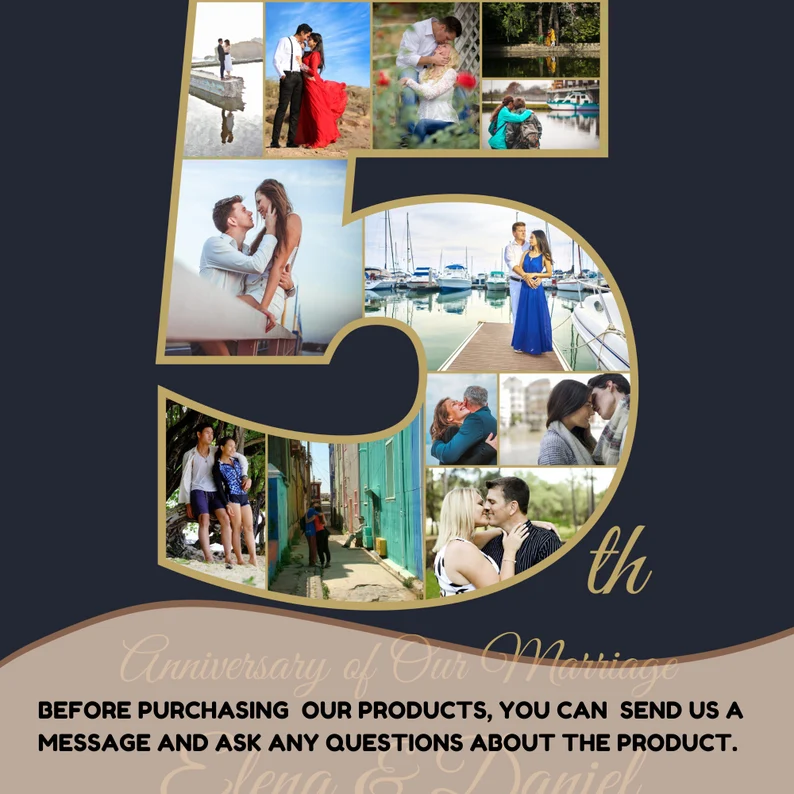 5
th
Anniversary of Our Marriage
BEFORE PURCHASING OUR PRODUCTS, YOU CAN SEND US A
MESSAGE AND ASK ANY QUESTIONS ABOUT THE PRODUCT.
Elena & Daniel